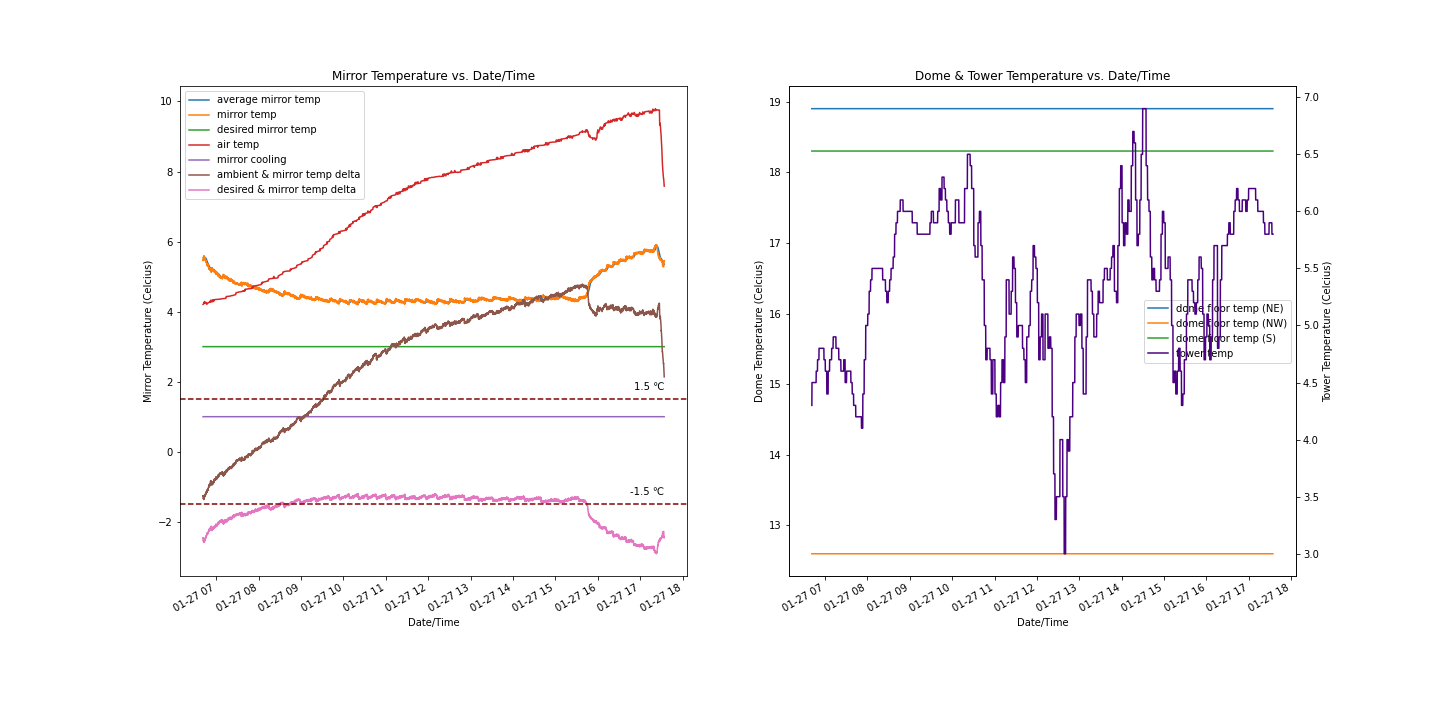 Mirror Temperature vs. Date/Time
average mirror temp
mirror temp
desired mirror temp
air temp
mirror cooling
ambient & mirror temp delta
desired & mirror temp delta
10
8
6
4
2
0
−2
Mirror Temperature (Celcius)
1.5 ℃
-1.5 ℃
01-27 07
01-27 08
01-27 09
01-27 10
01-27 11
01-27 12
01-27 13
01-27 14
01-27 15
01-27 16
01-27 17
01-27 18
Date/Time
Dome & Tower Temperature vs. Date/Time
19
18
17
16
15
14
13
Dome Temperature (Celcius)
dome floor temp (NE)
dome floor temp (NW)
dome floor temp (S)
tower temp
7.0
6.5
6.0
5.5
5.0
4.5
4.0
3.5
3.0
Tower Temperature (Celcius)
01-27 07
01-27 08
01-27 09
01-27 10
01-27 11
01-27 12
01-27 13
01-27 14
01-27 15
01-27 16
01-27 17
01-27 18
Date/Time